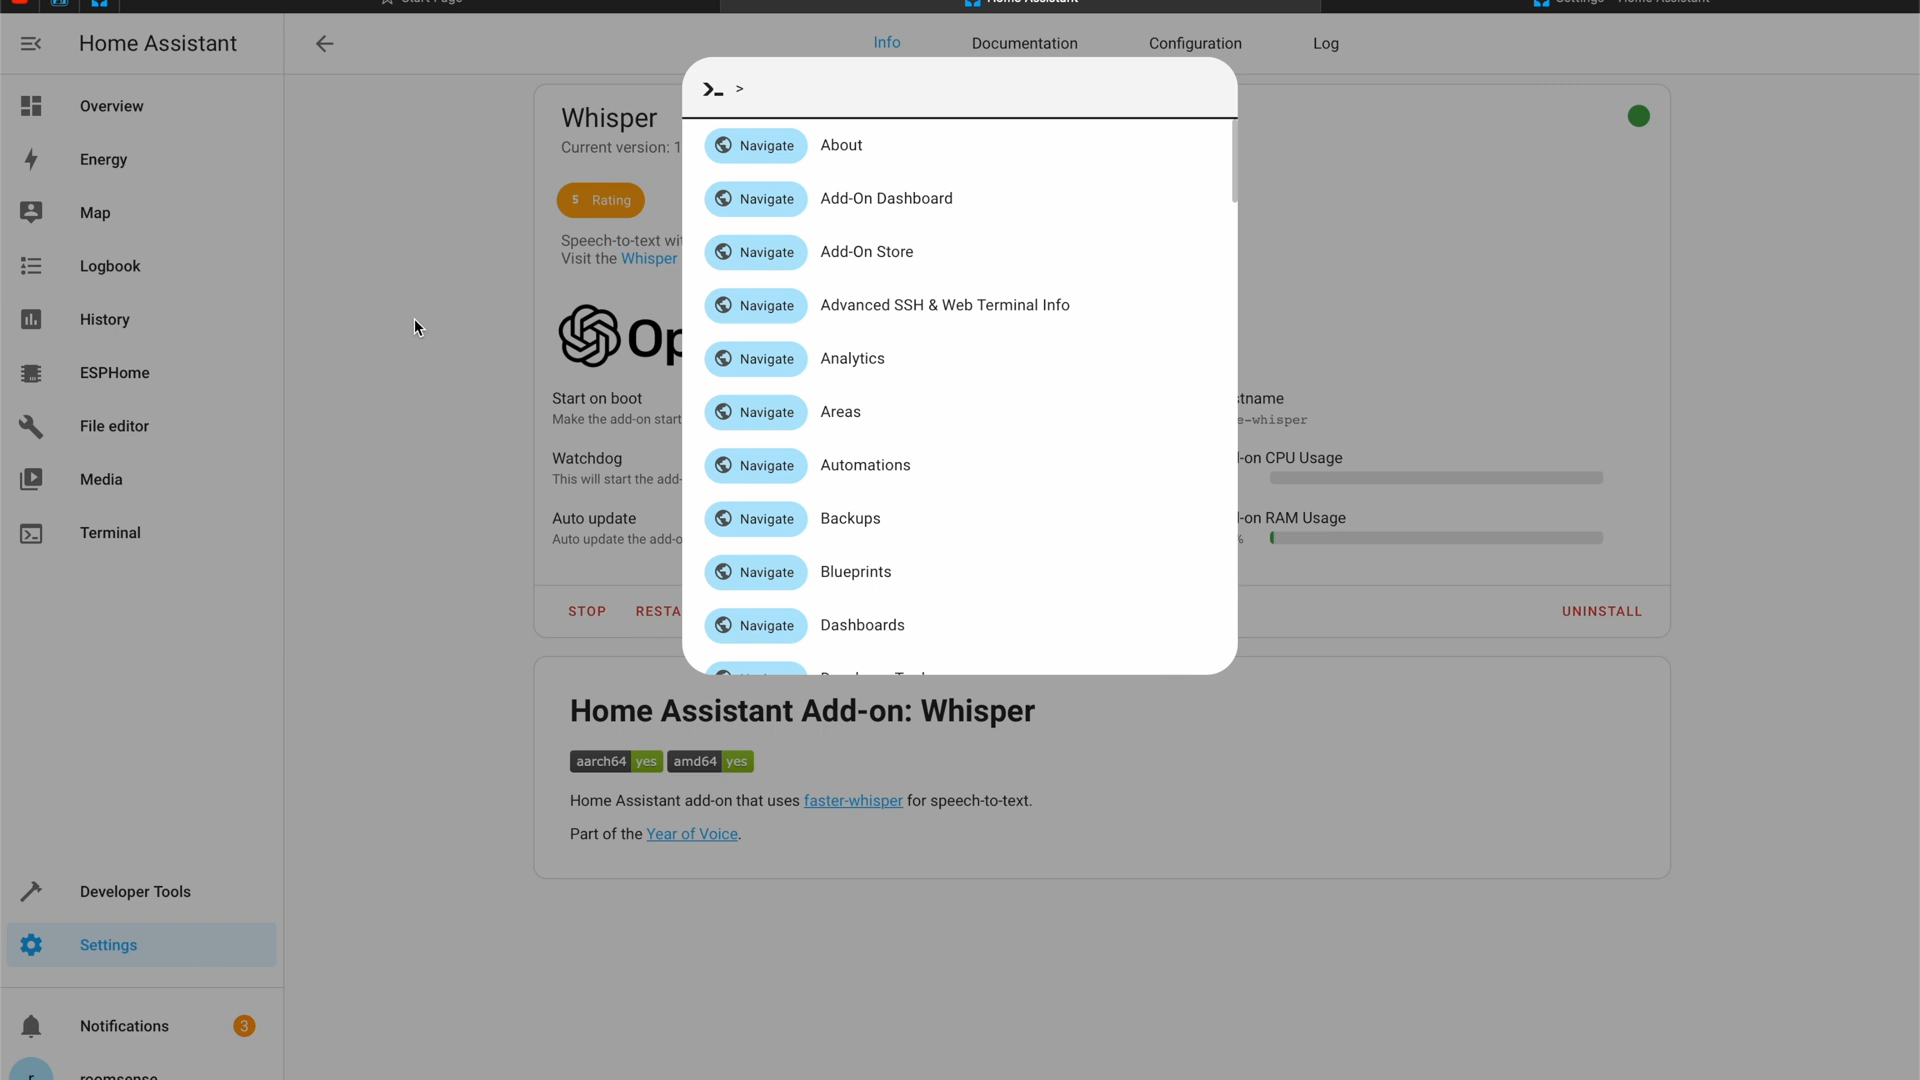 Home Assistant
Info
Documentation
Configuration
Log
Overview
Energy
Map
Logbook
History
ESPHome
File editor
Media
Terminal
Developer Tools
Settings
Notifications
3
>
Navigate About
Navigate Add-On Dashboard
Navigate Add-On Store
Navigate Advanced SSH & Web Terminal Info
Navigate Analytics
Navigate Areas
Navigate Automations
Navigate Backups
Navigate Blueprints
Navigate Dashboards
Whisper
Current version: 1
5 Rating
Speech-to-text
Visit the Whisper
Start on boot
Make the add-on start
Watchdog
This will start the add-
Auto update
Auto update the add-o
stname
e-whisper
-on CPU Usage
-on RAM Usage
%
STOP
RESTA
UNINSTALL
Home Assistant Add-on: Whisper
aarch64 yes amd64 yes
Home Assistant add-on that uses faster-whisper for speech-to-text.
Part of the Year of Voice.